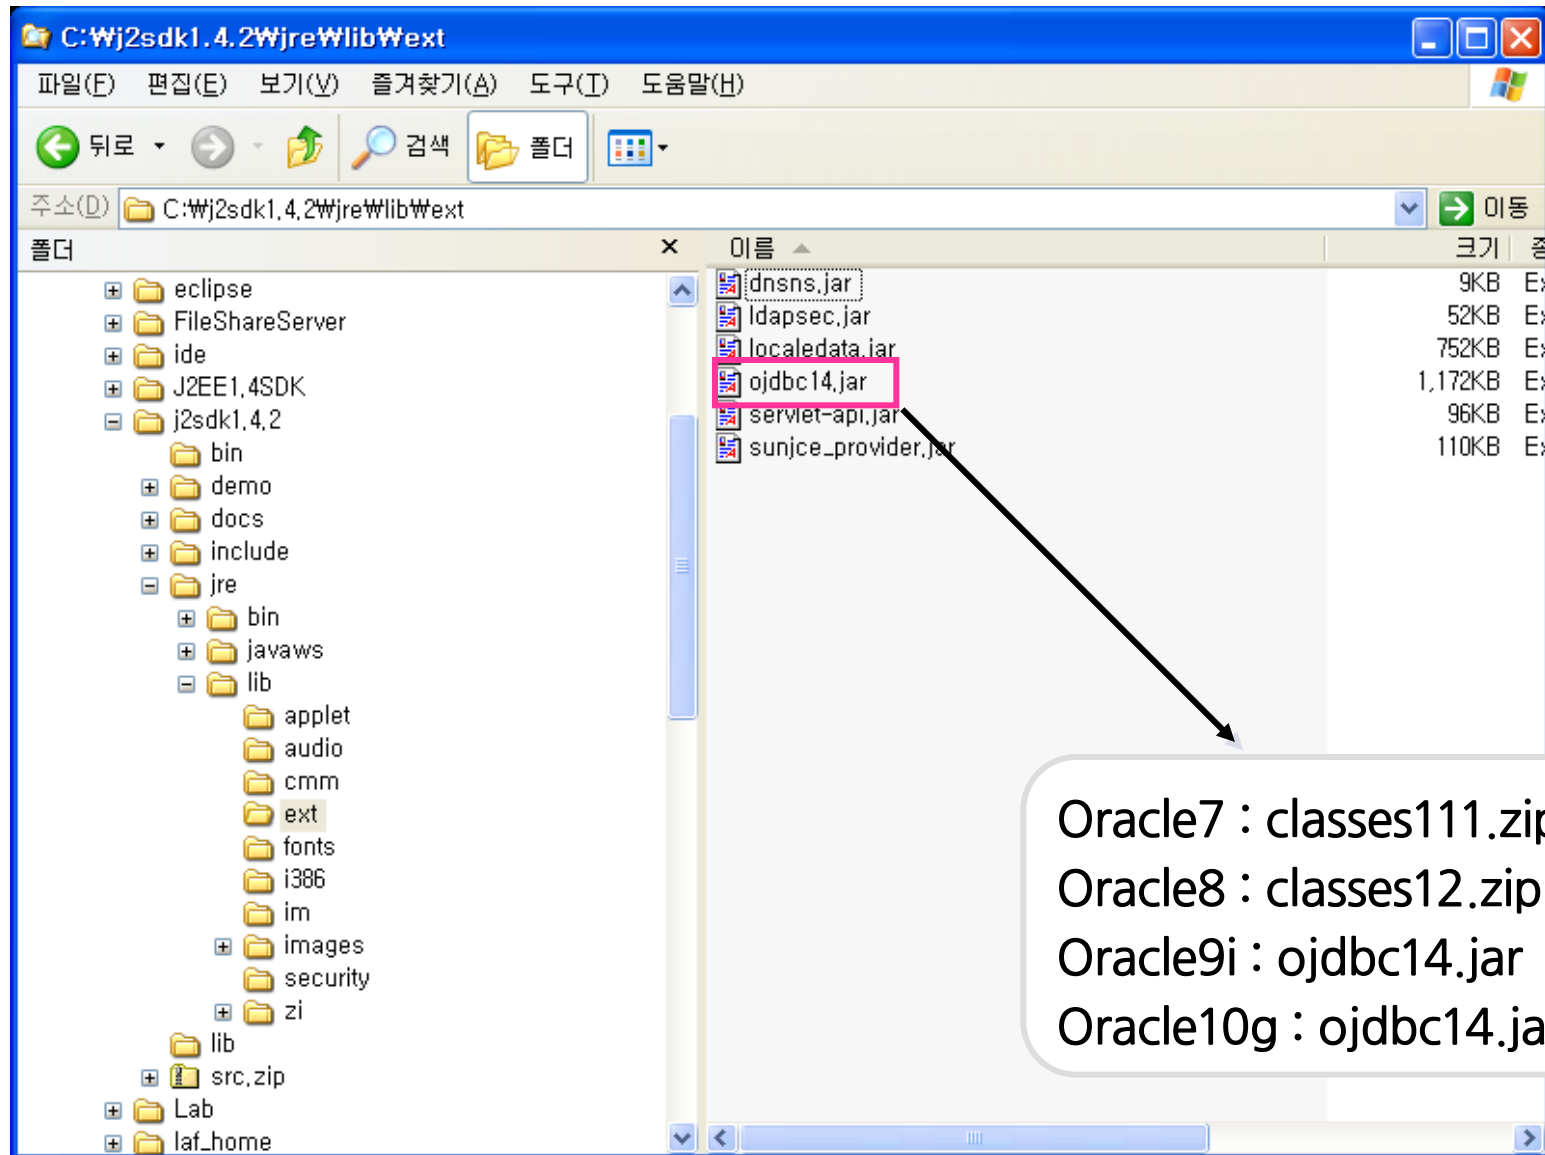 C:₩j2sdk1.4.2₩jre₩lib₩ext
파일(F) 편집(E) 보기(V) 즐겨찾기(A) 도구(T) 도움말(H)
뒤로 검색 폴더
주소(D) C:₩j2sdk1.4.2₩jre₩lib₩ext 이동
폴더
eclipse
FileShareServer
ide
J2EE1.4SDK
j2sdk1.4.2
bin
demo
docs
include
jre
bin
javaws
lib
applet
audio
cmm
ext
fonts
i386
im
images
security
zi
lib
src.zip
Lab
laf_home
이름 크기
dnsns.jar 9KB
ldapsec.jar 52KB
localedata.jar 752KB
ojdbc14.jar 1,172KB
servlet-api.jar 96KB
sunjce_provider.jar 110KB
Oracle7 : classes111.zip
Oracle8 : classes12.zip
Oracle9i : ojdbc14.jar
Oracle10g : ojdbc14.ja